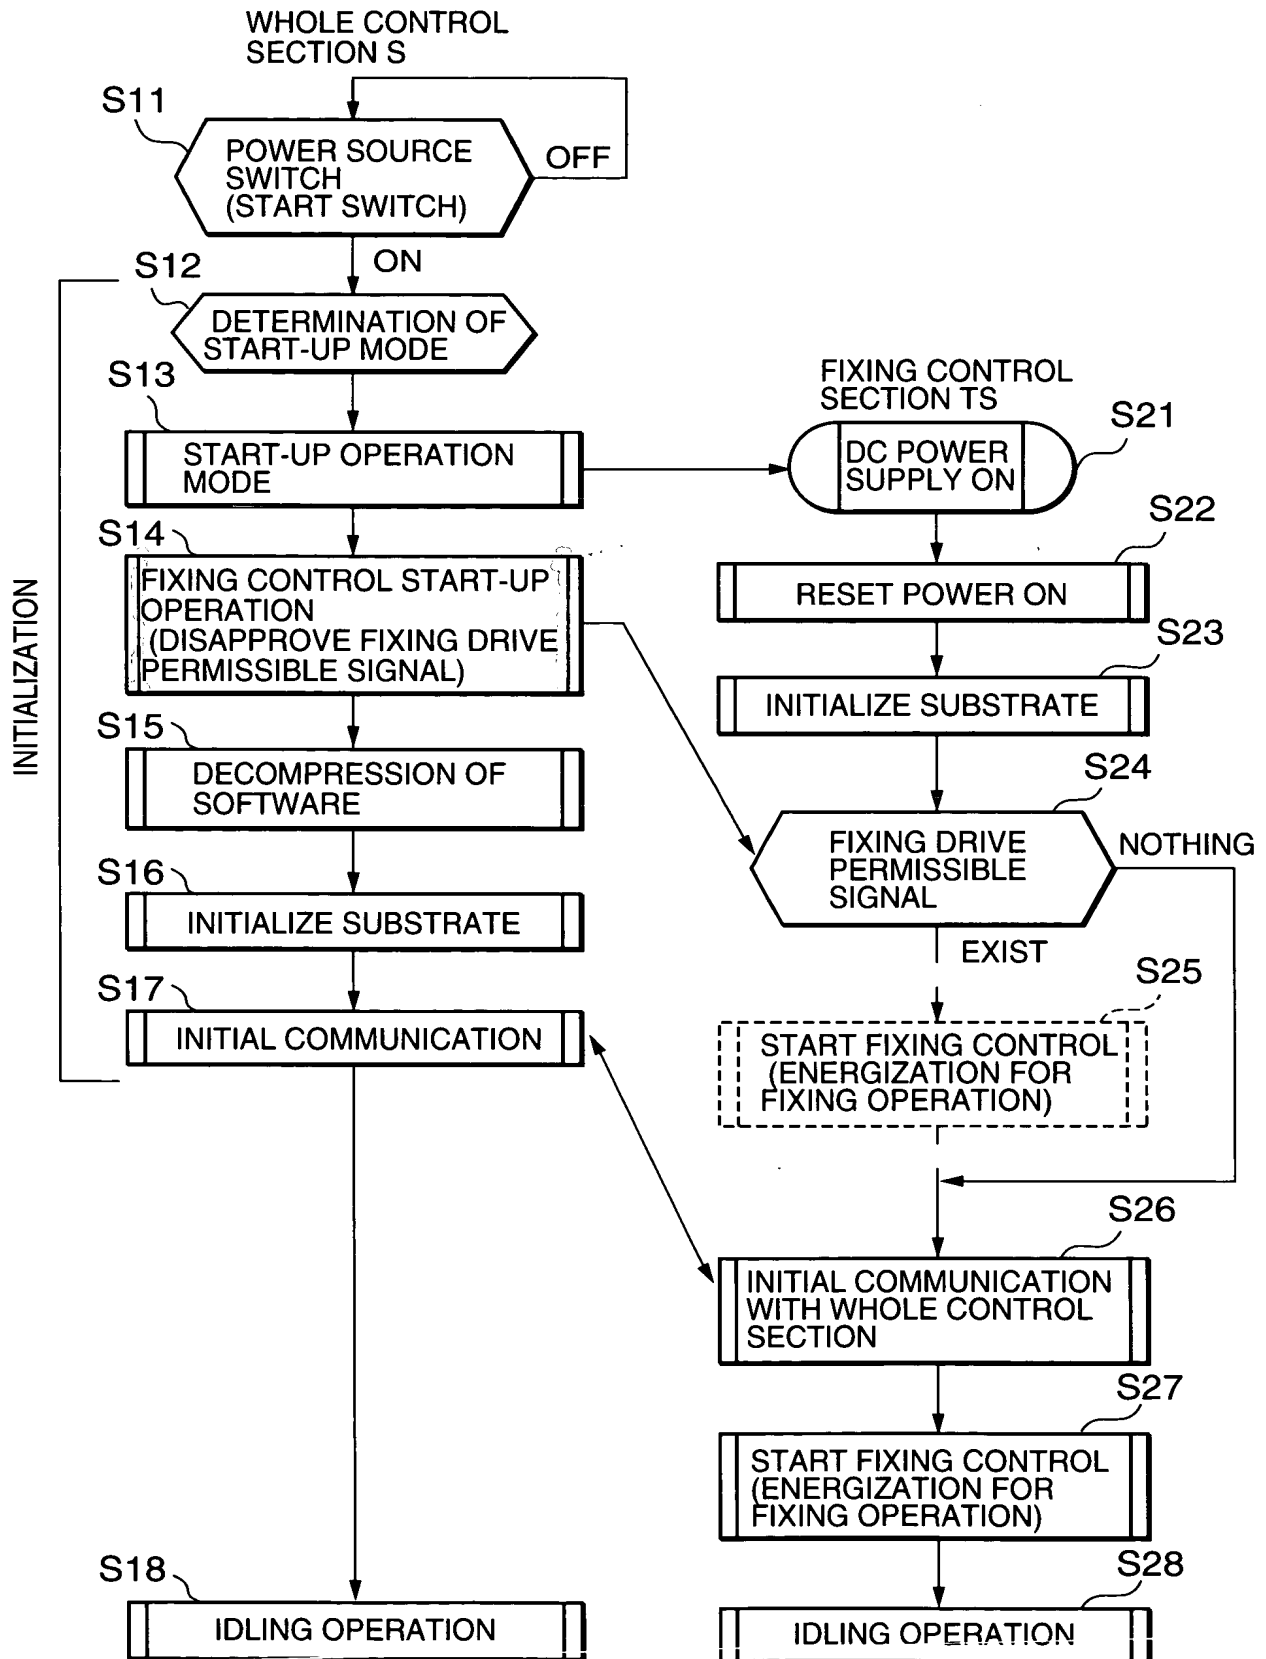 WHOLE CONTROL
SECTION S
S11
POWER SOURCE
SWITCH
(START SWITCH)
OFF
ON
S12
DETERMINATION OF
START-UP MODE
S13
START-UP OPERATION
MODE
S14
FIXING CONTROL START-UP
OPERATION
(DISAPPROVE FIXING DRIVE
PERMISSIBLE SIGNAL)
S15
DECOMPRESSION OF
SOFTWARE
S16
INITIALIZE SUBSTRATE
S17
INITIAL COMMUNICATION
S18
IDLING OPERATION
INITIALIZATION
FIXING CONTROL
SECTION TS
S21
DC POWER
SUPPLY ON
S22
RESET POWER ON
S23
INITIALIZE SUBSTRATE
S24
FIXING DRIVE
PERMISSIBLE
SIGNAL
NOTHING
EXIST
S25
START FIXING CONTROL
(ENERGIZATION FOR
FIXING OPERATION)
S26
INITIAL COMMUNICATION
WITH WHOLE CONTROL
SECTION
S27
START FIXING CONTROL
(ENERGIZATION FOR
FIXING OPERATION)
S28
IDLING OPERATION